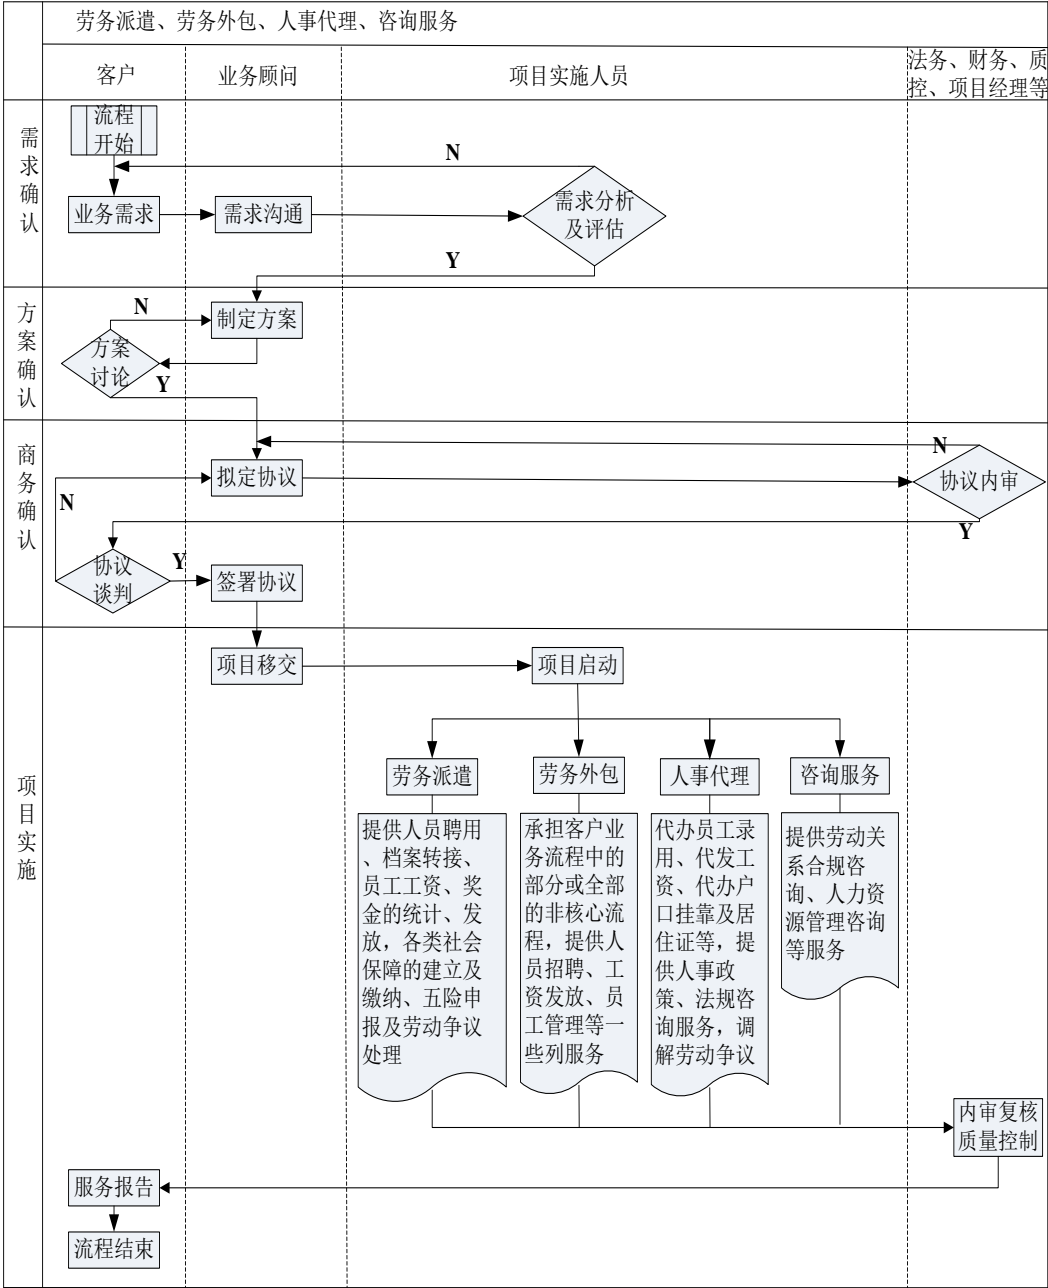 劳务派遣、劳务外包、人事代理、咨询服务
客户
业务顾问
项目实施人员
法务、财务、质
控、项目经理等
需求确认
流程
开始
N
业务需求
需求沟通
需求分析
及评估
Y
方案确认
N
制定方案
方案
讨论
Y
商务确认
N
拟定协议
协议内审
N
Y
协议
谈判
Y
签署协议
项目实施
项目移交
项目启动
劳务派遣
劳务外包
人事代理
咨询服务
提供人员聘用
、档案转接、
员工工资、奖
金的统计、发
放，各类社会
保障的建立及
缴纳、五险申
报及劳动争议
处理
承担客户业
务流程中的
部分或全部
的非核心流
程，提供人
员招聘、工
资发放、员
工管理等一
些列服务
代办员工录
用、代发工
资、代办户
口挂靠及居
住证等，提
供人事政
策、法规咨
询服务，调
解劳动争议
提供劳动关
系合规咨
询、人力资
源管理咨询
等服务
内审复核
质量控制
服务报告
流程结束